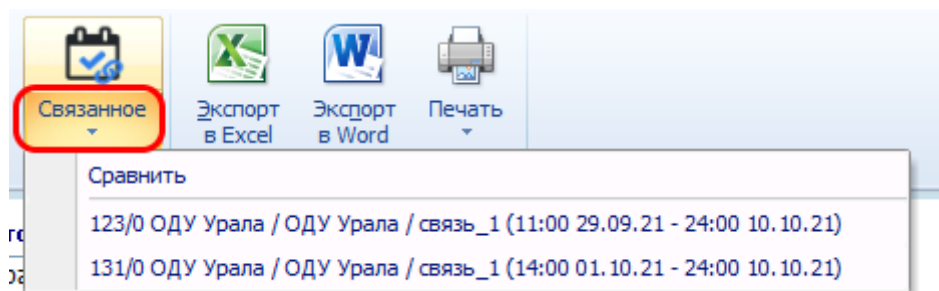 Связанное
Экспорт
в Excel
Экспорт
в Word
Печать
Сравнить
123/0 ОДУ Урала / ОДУ Урала / связь_1 (11:00 29.09.21 - 24:00 10.10.21)
131/0 ОДУ Урала / ОДУ Урала / связь_1 (14:00 01.10.21 - 24:00 10.10.21)